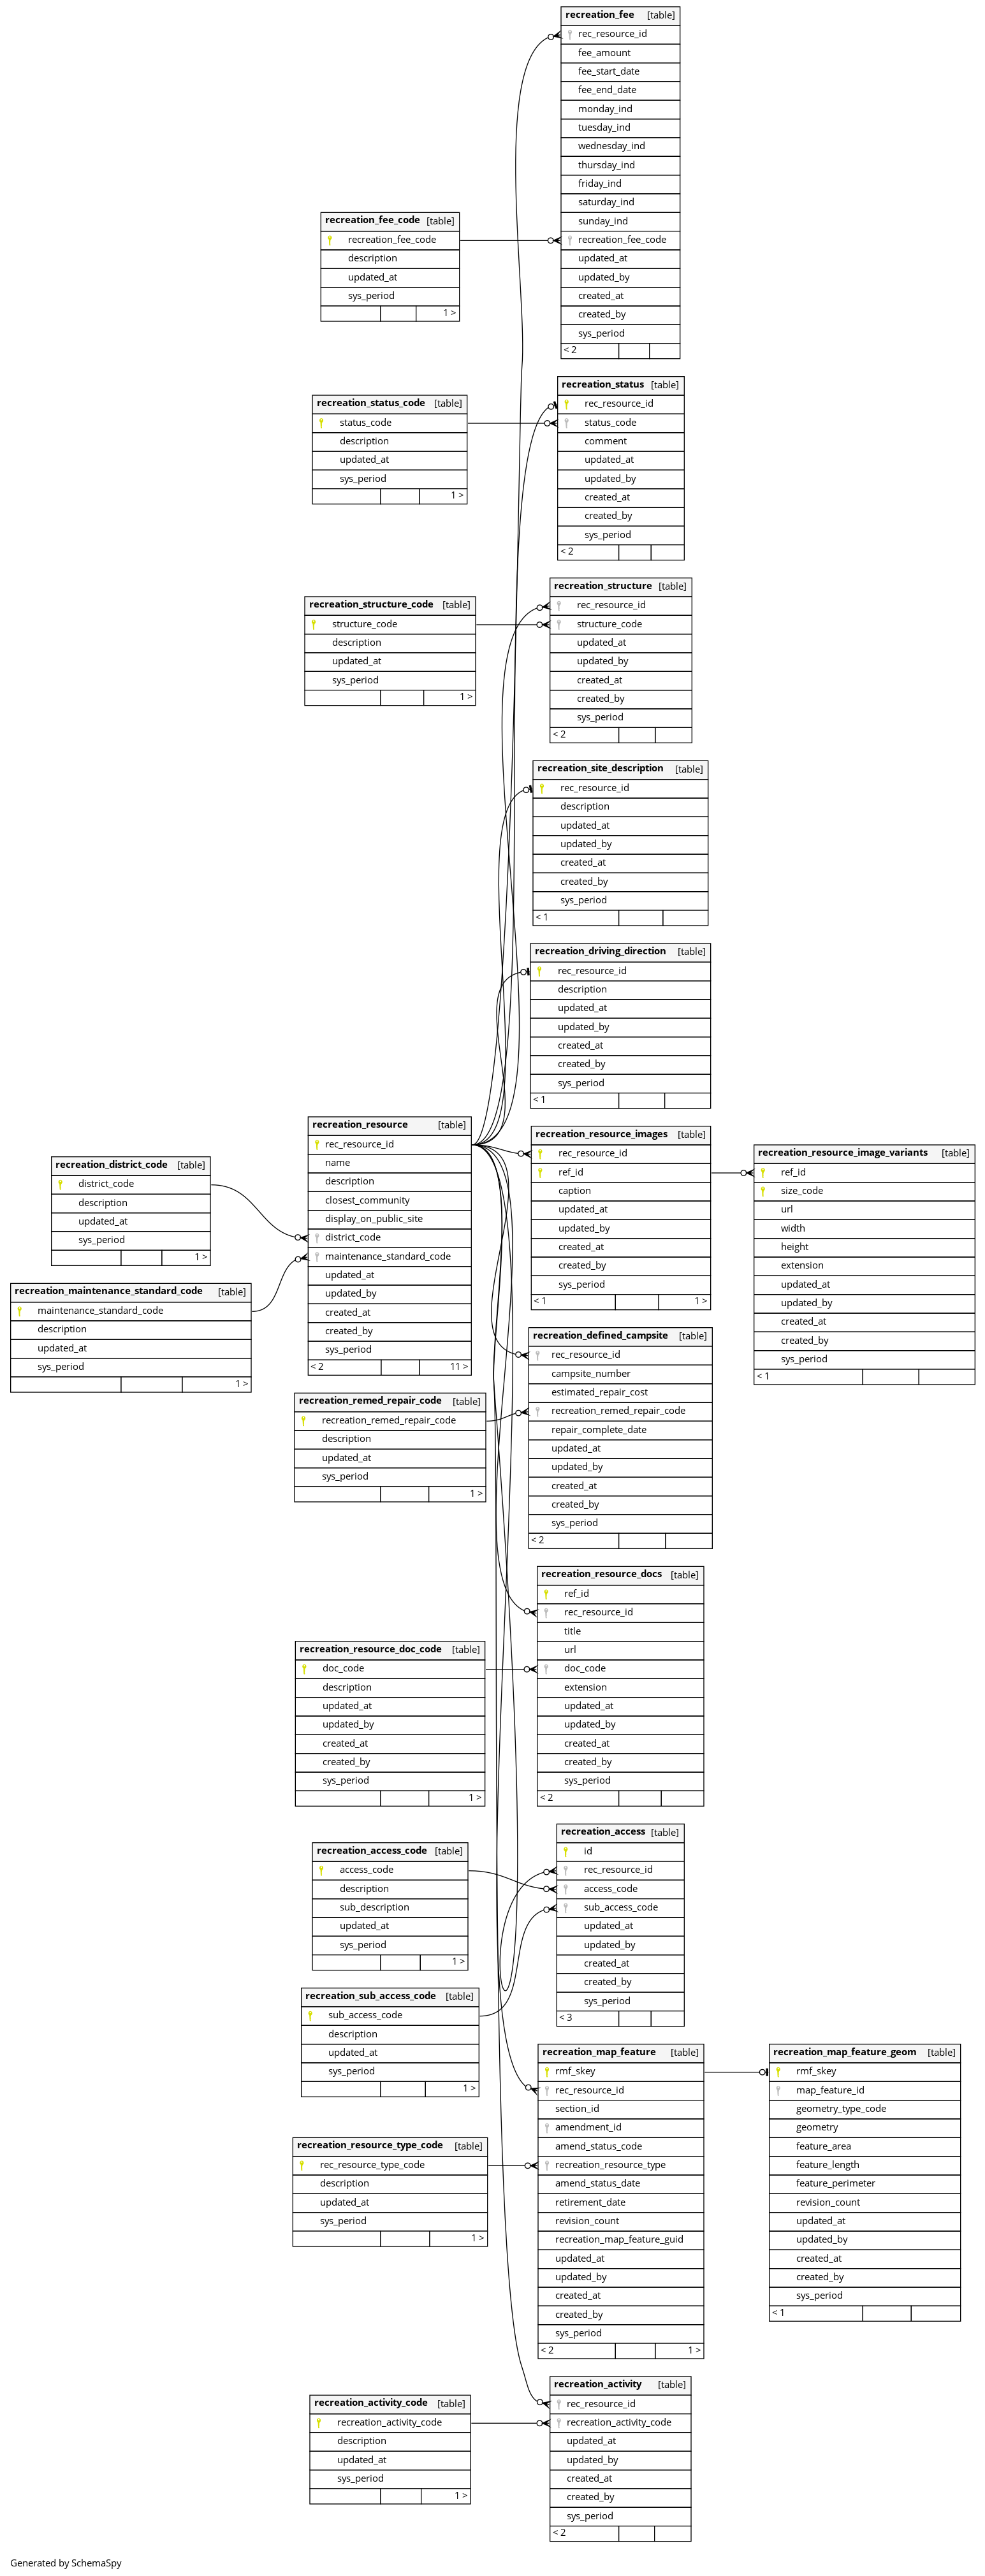 recreation_fee [table]
rec_resource_id
fee_amount
fee_start_date
fee_end_date
monday_ind
tuesday_ind
wednesday_ind
thursday_ind
friday_ind
saturday_ind
sunday_ind
recreation_fee_code
updated_at
updated_by
created_at
created_by
sys_period
< 2
recreation_fee_code [table]
recreation_fee_code
description
updated_at
sys_period
1 >
recreation_status [table]
rec_resource_id
status_code
comment
updated_at
updated_by
created_at
created_by
sys_period
< 2
recreation_status_code [table]
status_code
description
updated_at
sys_period
1 >
recreation_structure [table]
rec_resource_id
structure_code
updated_at
updated_by
created_at
created_by
sys_period
< 2
recreation_structure_code [table]
structure_code
description
updated_at
sys_period
1 >
recreation_site_description [table]
rec_resource_id
description
updated_at
updated_by
created_at
created_by
sys_period
< 1
recreation_driving_direction [table]
rec_resource_id
description
updated_at
updated_by
created_at
created_by
sys_period
< 1
recreation_resource [table]
rec_resource_id
name
description
closest_community
display_on_public_site
district_code
maintenance_standard_code
updated_at
updated_by
created_at
created_by
sys_period
< 2 11 >
recreation_district_code [table]
district_code
description
updated_at
sys_period
1 >
recreation_maintenance_standard_code [table]
maintenance_standard_code
description
updated_at
sys_period
1 >
recreation_resource_images [table]
rec_resource_id
ref_id
caption
updated_at
updated_by
created_at
created_by
sys_period
< 1 1 >
recreation_resource_image_variants [table]
ref_id
size_code
url
width
height
extension
updated_at
updated_by
created_at
created_by
sys_period
< 1
recreation_defined_campsite [table]
rec_resource_id
campsite_number
estimated_repair_cost
recreation_remed_repair_code
repair_complete_date
updated_at
updated_by
created_at
created_by
sys_period
< 2
recreation_remed_repair_code [table]
recreation_remed_repair_code
description
updated_at
sys_period
1 >
recreation_resource_docs [table]
ref_id
rec_resource_id
title
url
doc_code
extension
updated_at
updated_by
created_at
created_by
sys_period
< 2
recreation_resource_doc_code [table]
doc_code
description
updated_at
updated_by
created_at
created_by
sys_period
1 >
recreation_access [table]
id
rec_resource_id
access_code
sub_access_code
updated_at
updated_by
created_at
created_by
sys_period
< 3
recreation_access_code [table]
access_code
description
sub_description
updated_at
sys_period
1 >
recreation_sub_access_code [table]
sub_access_code
description
updated_at
sys_period
1 >
recreation_map_feature [table]
rmf_skey
rec_resource_id
section_id
amendment_id
amend_status_code
recreation_resource_type
amend_status_date
retirement_date
revision_count
recreation_map_feature_guid
updated_at
updated_by
created_at
created_by
sys_period
< 2 1 >
recreation_map_feature_geom [table]
rmf_skey
map_feature_id
geometry_type_code
geometry
feature_area
feature_length
feature_perimeter
revision_count
updated_at
updated_by
created_at
created_by
sys_period
< 1
recreation_resource_type_code [table]
rec_resource_type_code
description
updated_at
sys_period
1 >
recreation_activity [table]
rec_resource_id
recreation_activity_code
updated_at
updated_by
created_at
created_by
sys_period
< 2
recreation_activity_code [table]
recreation_activity_code
description
updated_at
sys_period
1 >
Generated by SchemaSpy